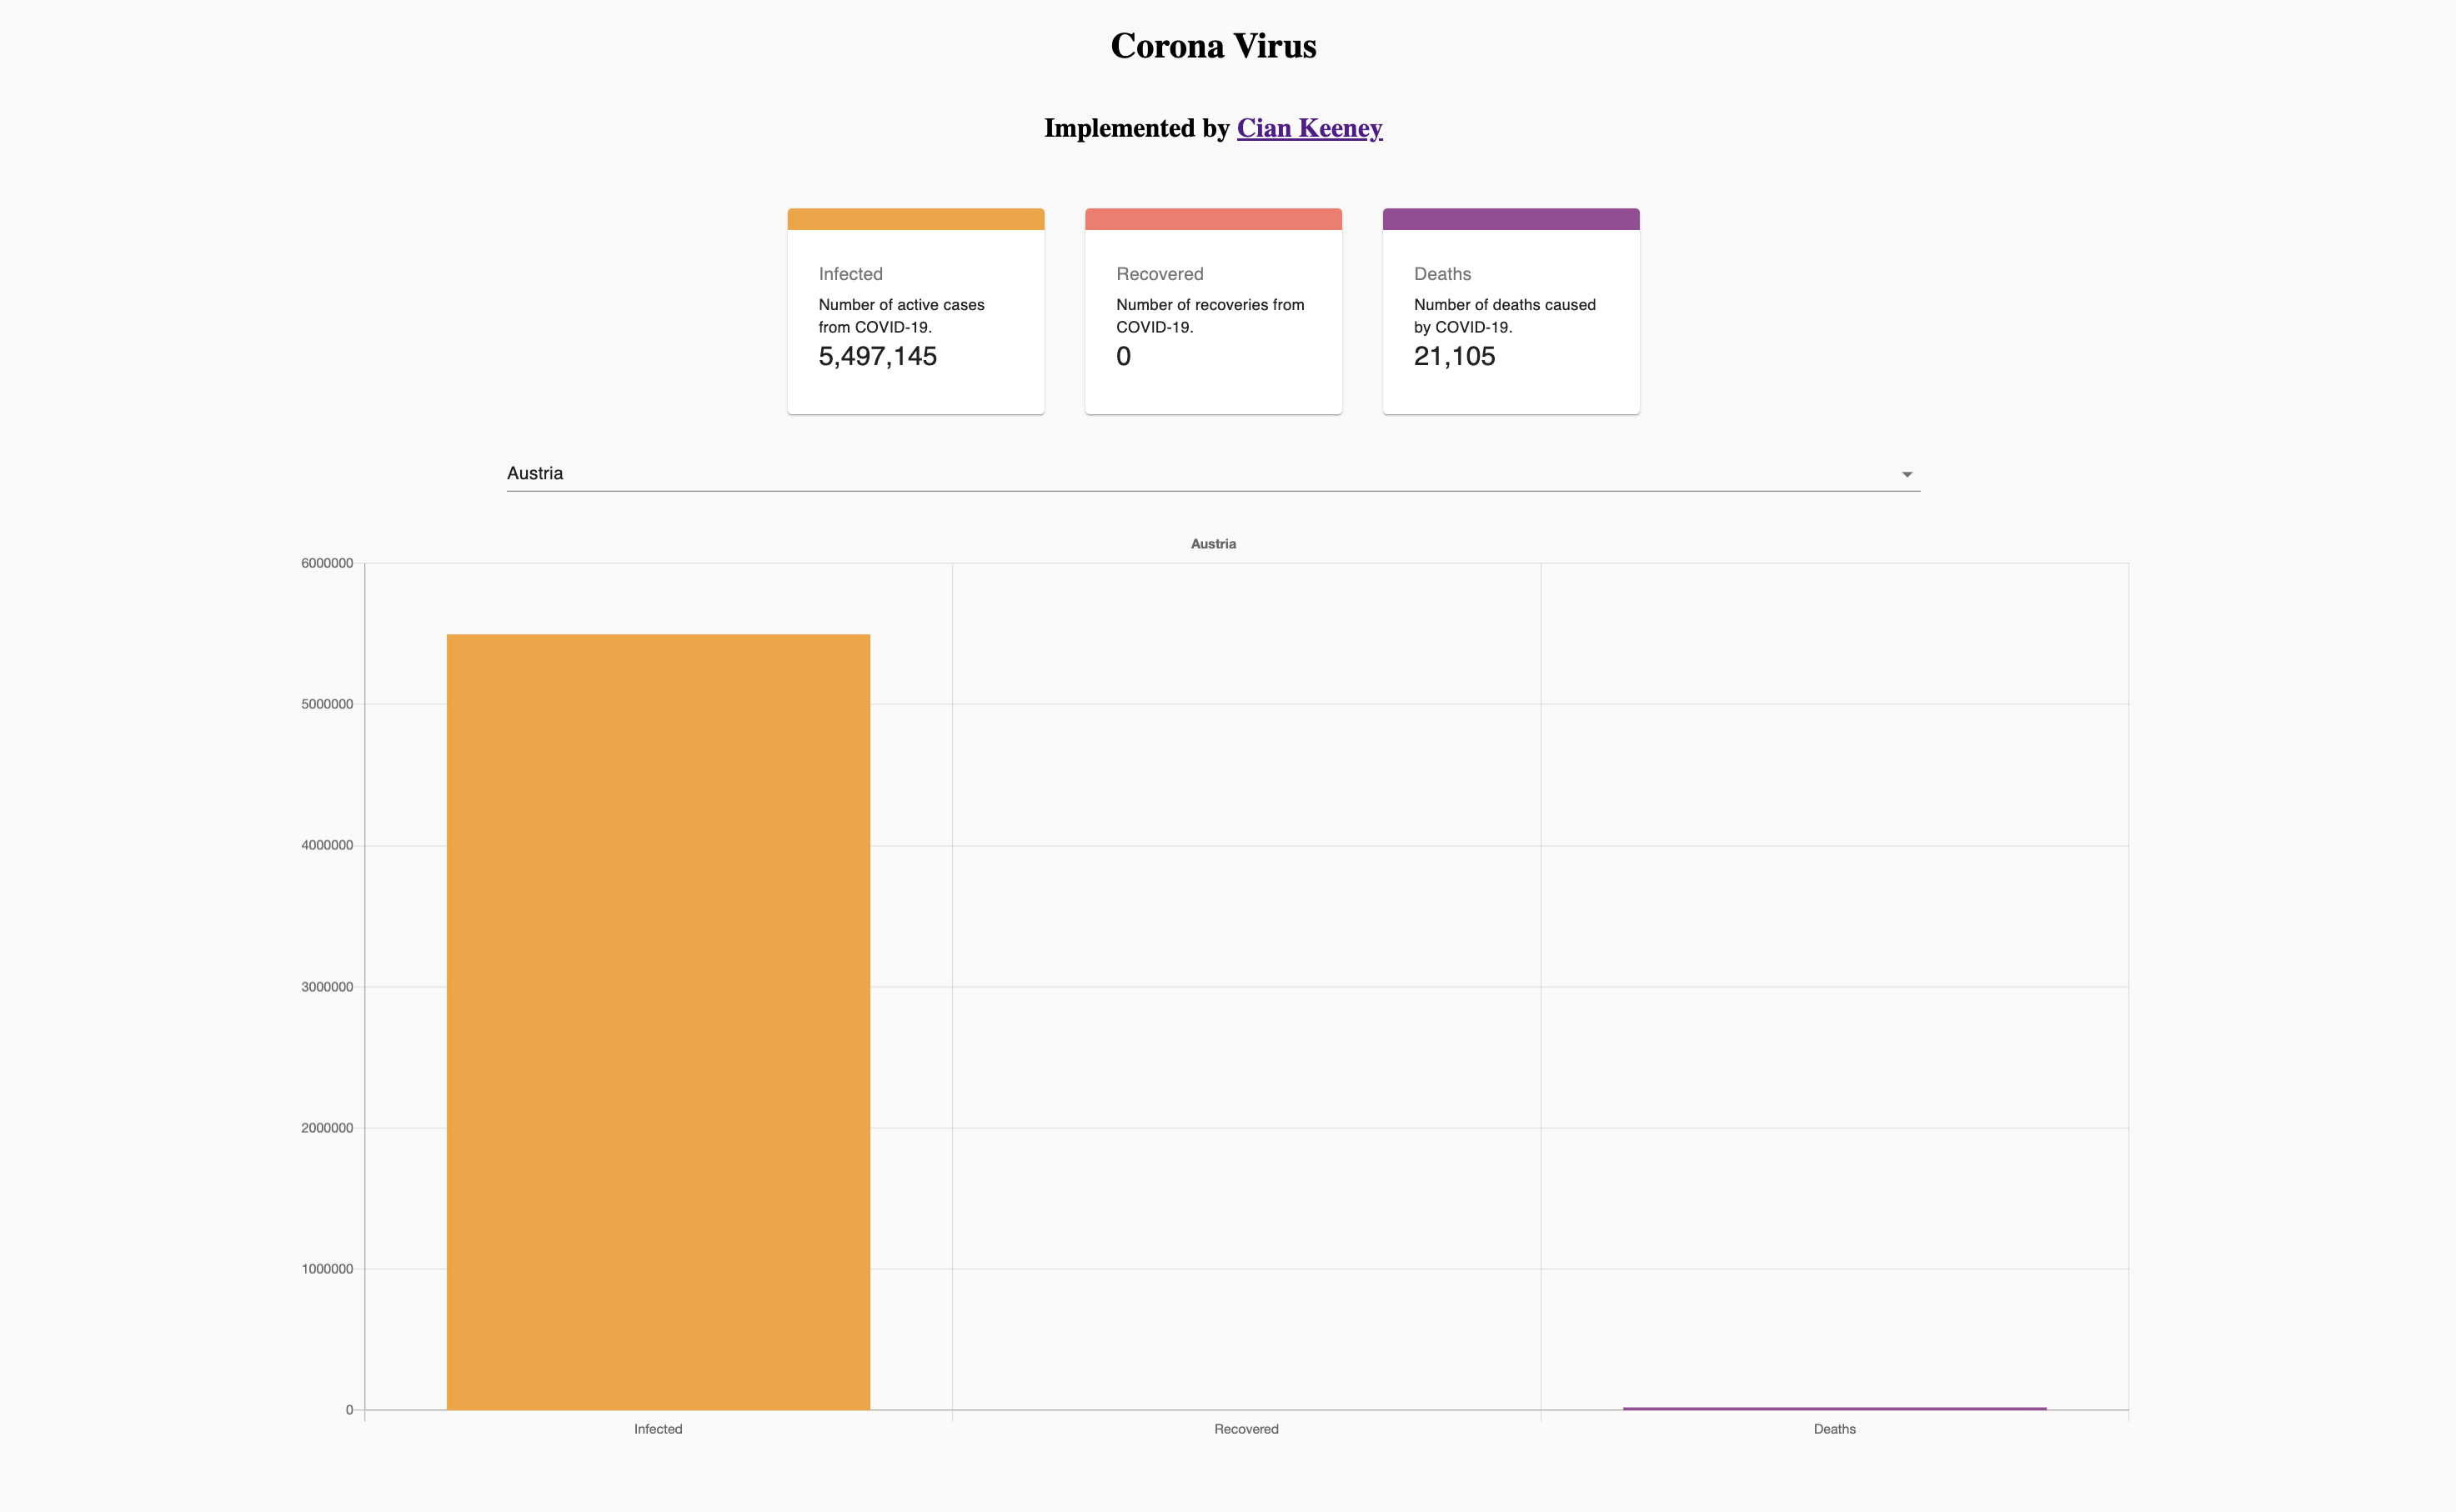 Corona Virus
Implemented by Cian Keeney
Infected
Number of active cases
from COVID-19.
5,497,145
Recovered
Number of recoveries from
COVID-19.
0
Deaths
Number of deaths caused
by COVID-19.
21,105
Austria
Austria
6000000
5000000
4000000
3000000
2000000
1000000
0
Infected
Recovered
Deaths